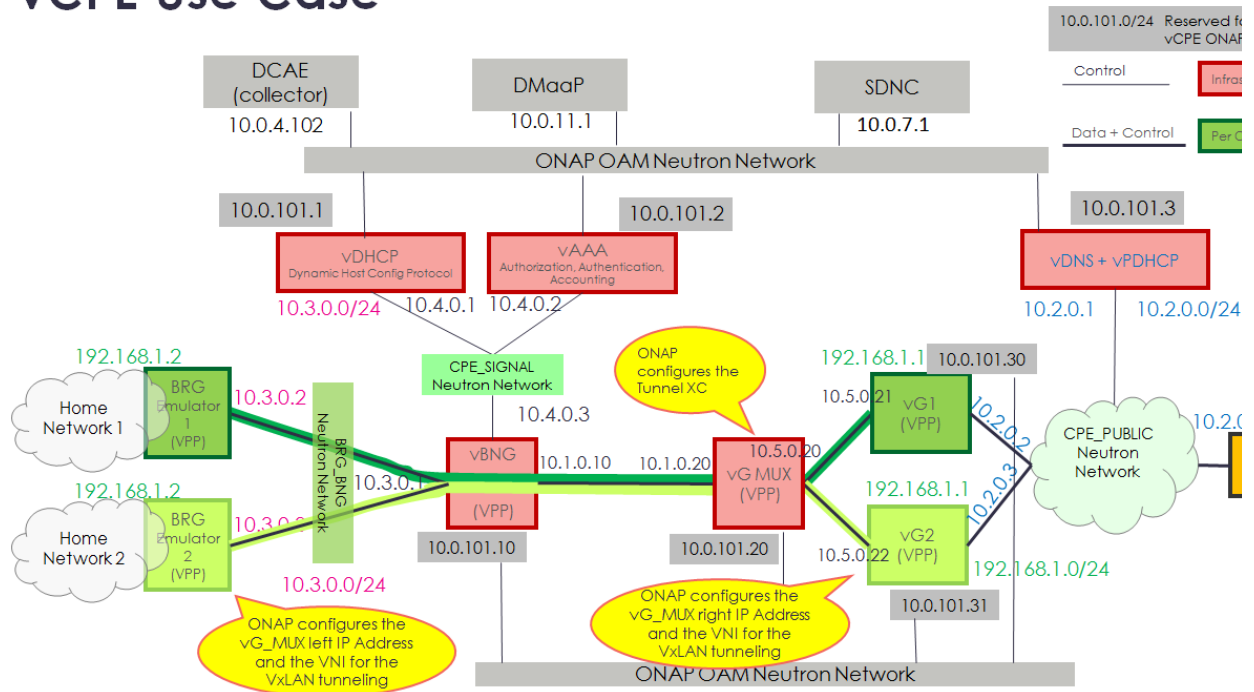 vCPE Use Case
10.0.101.0/24 Reserved
vCPE ONAP
Control
Data + Control
Per
DCAE
(collector)
10.0.4.102
DMaaP
10.0.11.1
SDNC
10.0.7.1
ONAP OAM Neutron Network
10.0.101.1
10.0.101.2
10.0.101.3
vDHCP
Dynamic Host Config Protocol
vAAA
Authorization, Authentication,
Accounting
vDNS + vPDHCP
10.3.0.0/24
10.4.0.1
10.4.0.2
10.2.0.1
10.2.0.0/24
CPE_SIGNAL
Neutron Network
10.4.0.3
ONAP
configures the
Tunnel XC
192.168.1.2
Home
Network 1
BRG
Emulator
1
(VPP)
10.3.0.2
BRG_BNG
Neutron Network
10.3.0.1
vBNG
(VPP)
10.1.0.10
10.1.0.20
10.5.0.20
vG MUX
(VPP)
192.168.1.1
10.0.101.30
10.5.0.21
vG1
(VPP)
10.2.0.2
10.2.0.3
CPE_PUBLIC
Neutron
Network
192.168.1.2
Home
Network 2
BRG
Emulator
2
(VPP)
10.3.0.0/24
10.0.101.10
10.0.101.20
192.168.1.1
10.5.0.22
vG2
(VPP)
192.168.1.0/24
10.0.101.31
ONAP configures the
vG_MUX left IP Address
and the VNI for the
VxLAN tunneling
ONAP configures the
vG_MUX right IP Address
and the VNI for the
VxLAN tunneling
ONAP OAM Neutron Network